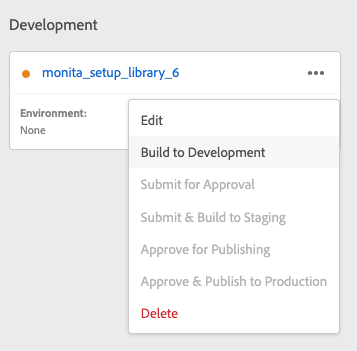 Development
monita_setup_library_6
Environment:
None
Edit
Build to Development
Submit for Approval
Submit & Build to Staging
Approve for Publishing
Approve & Publish to Production
Delete